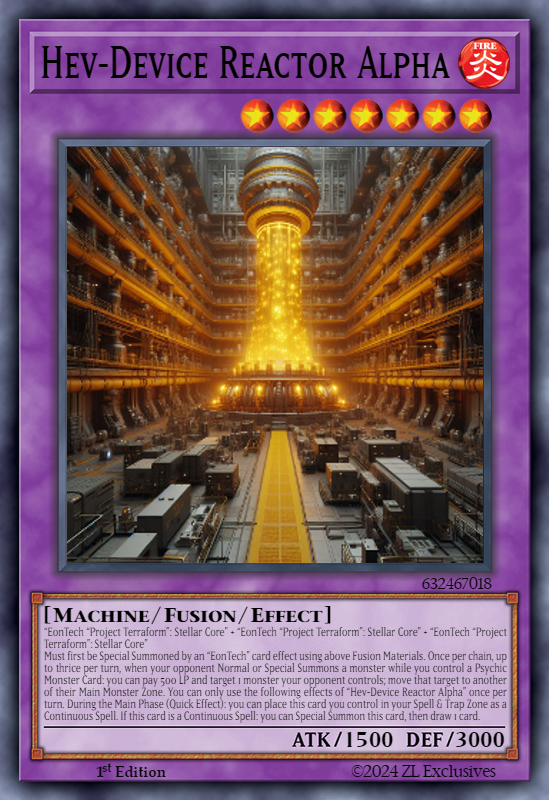 Hev-Device Reactor Alpha
FIRE
炎
632467018
[Machine/Fusion/Effect]
“EonTech “Project Terraform”: Stellar Core” + “EonTech “Project Terraform”: Stellar Core” + “EonTech “Project
Terraform”: Stellar Core”
Must first be Special Summoned by an “EonTech” card effect using above Fusion Materials. Once per chain, up
to thrice per turn, when your opponent Normal or Special Summons a monster while you control a Psychic
Monster Card: you can pay 500 LP and target 1 monster your opponent controls; move that target to another
of their Main Monster Zone. You can only use the following effects of “Hev-Device Reactor Alpha” once per
turn. During the Main Phase (Quick Effect): you can place this card you control in your Spell & Trap Zone as a
Continuous Spell. If this card is a Continuous Spell: you can Special Summon this card, then draw 1 card.
ATK/1500 DEF/3000
1st Edition
©2024 ZL Exclusives